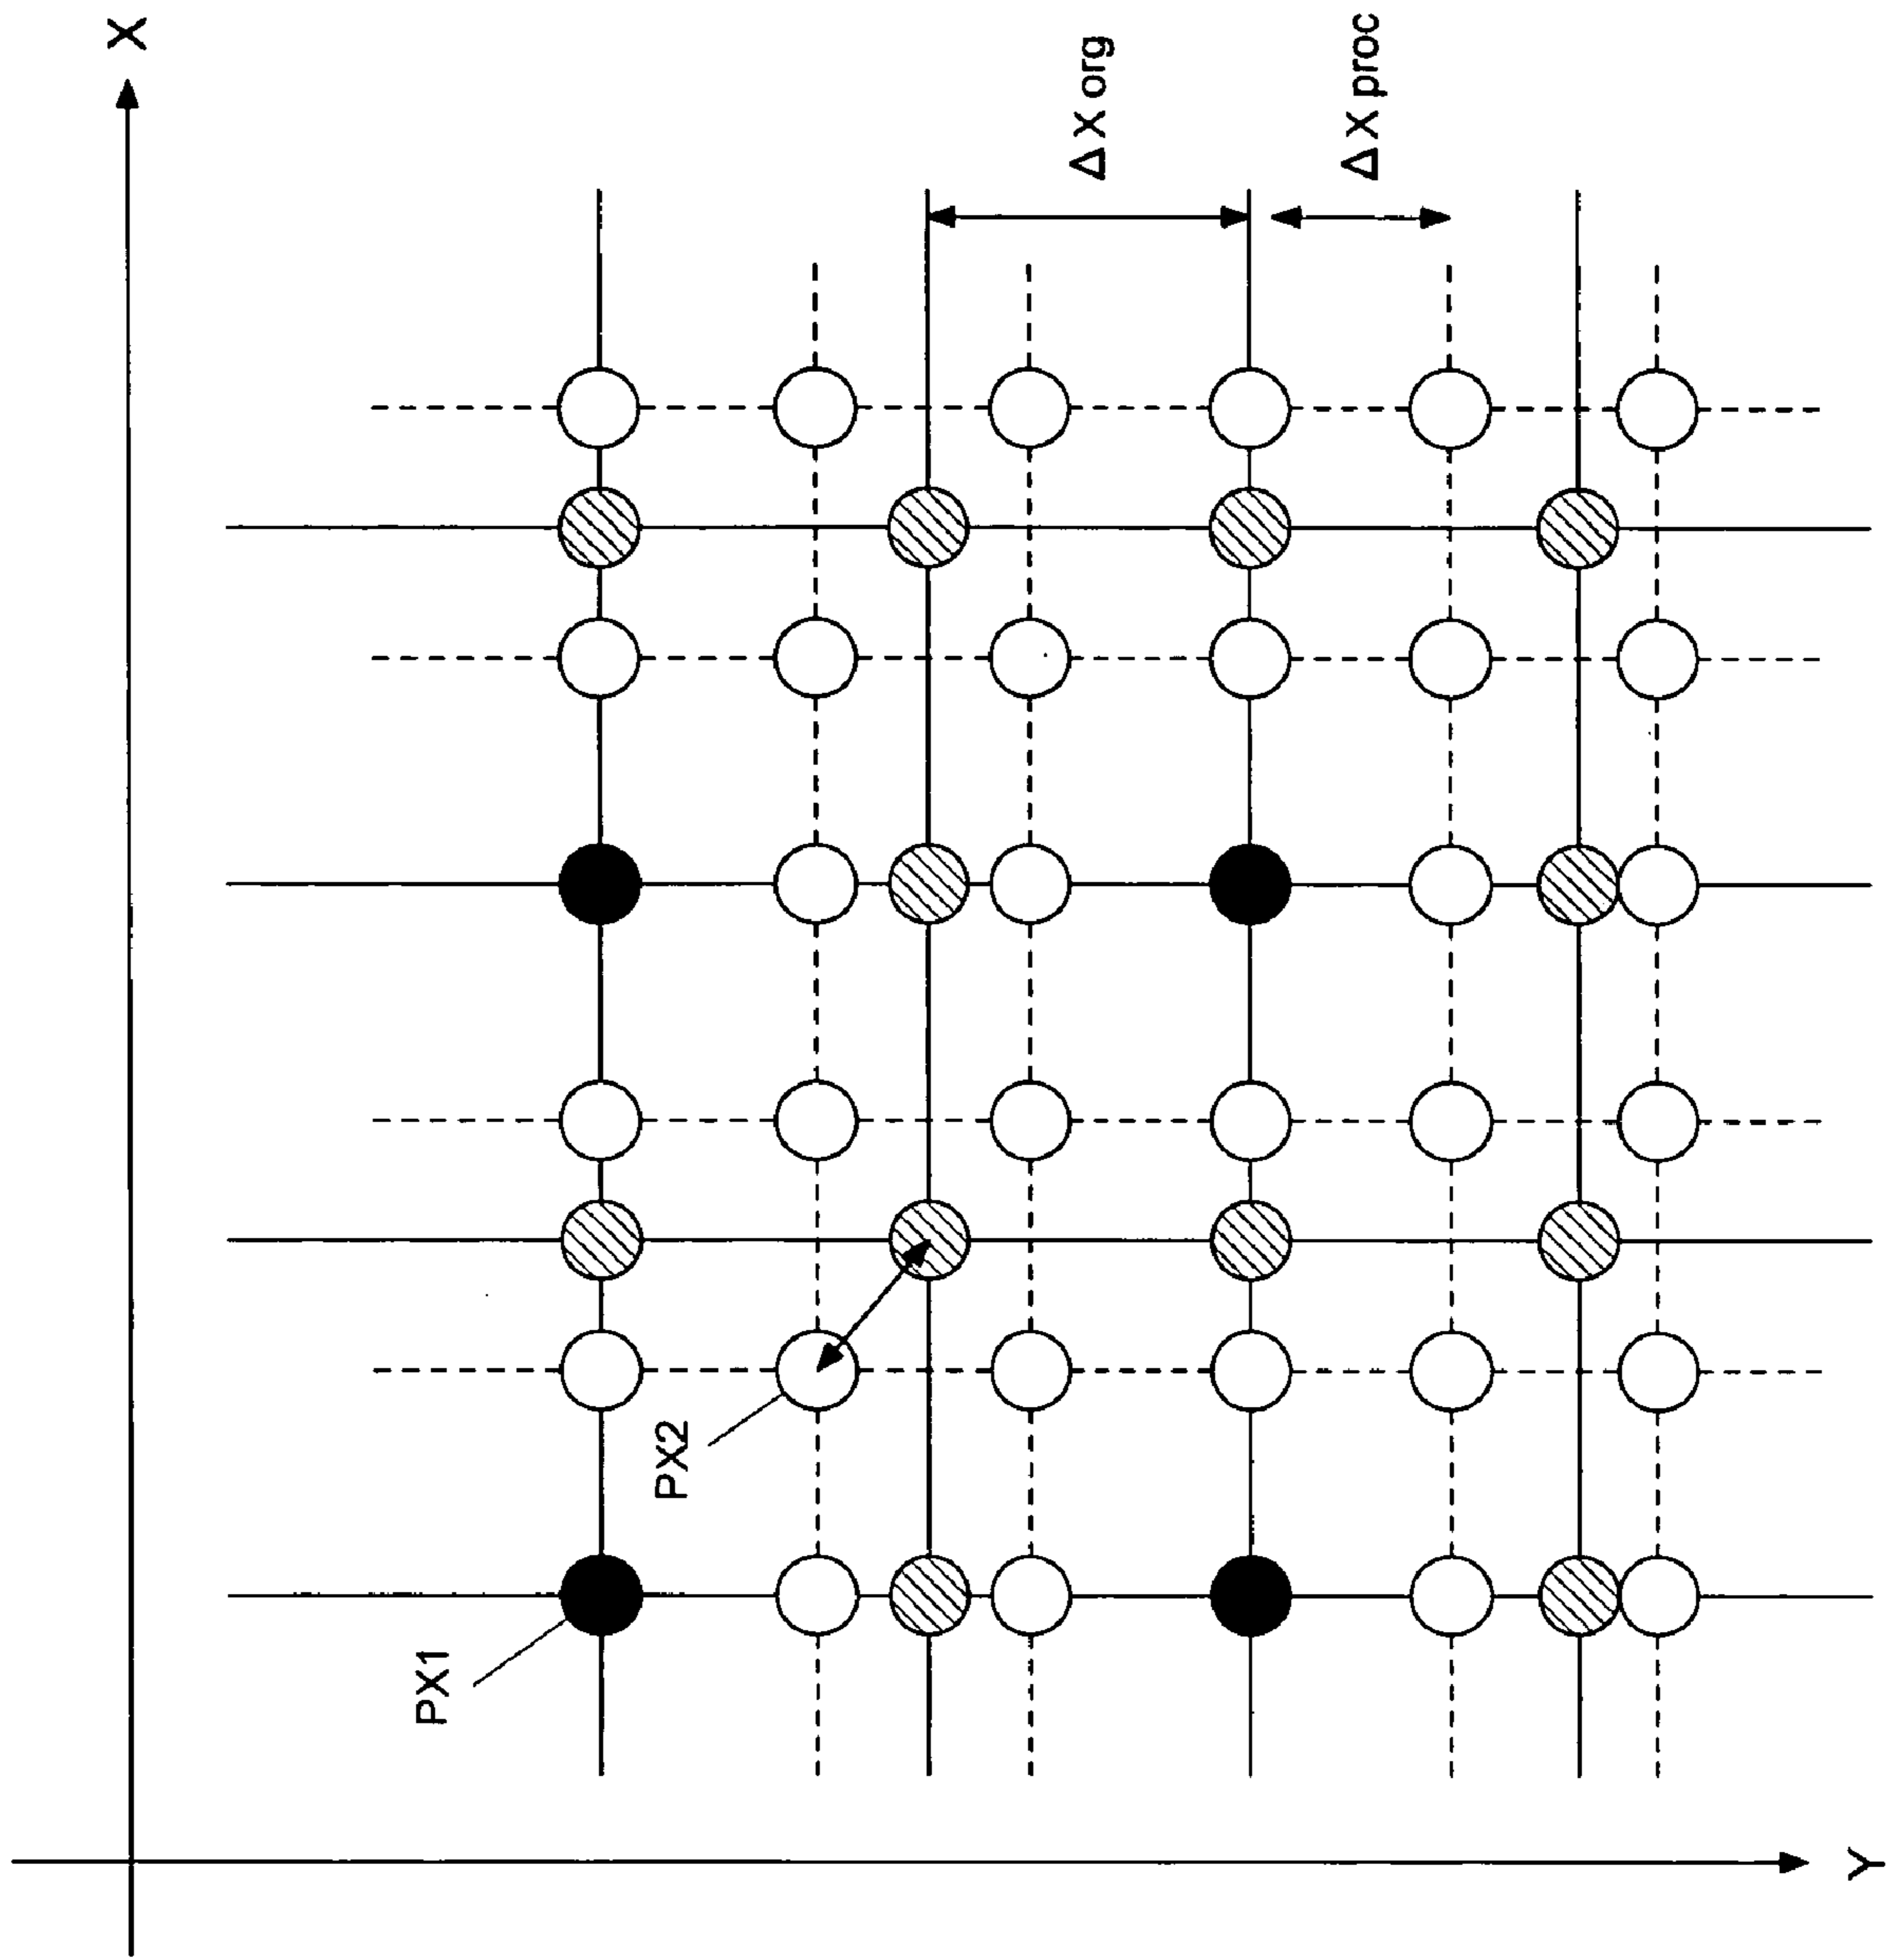 X
Δ X org
Δ X proc
PX2
PX1
Y